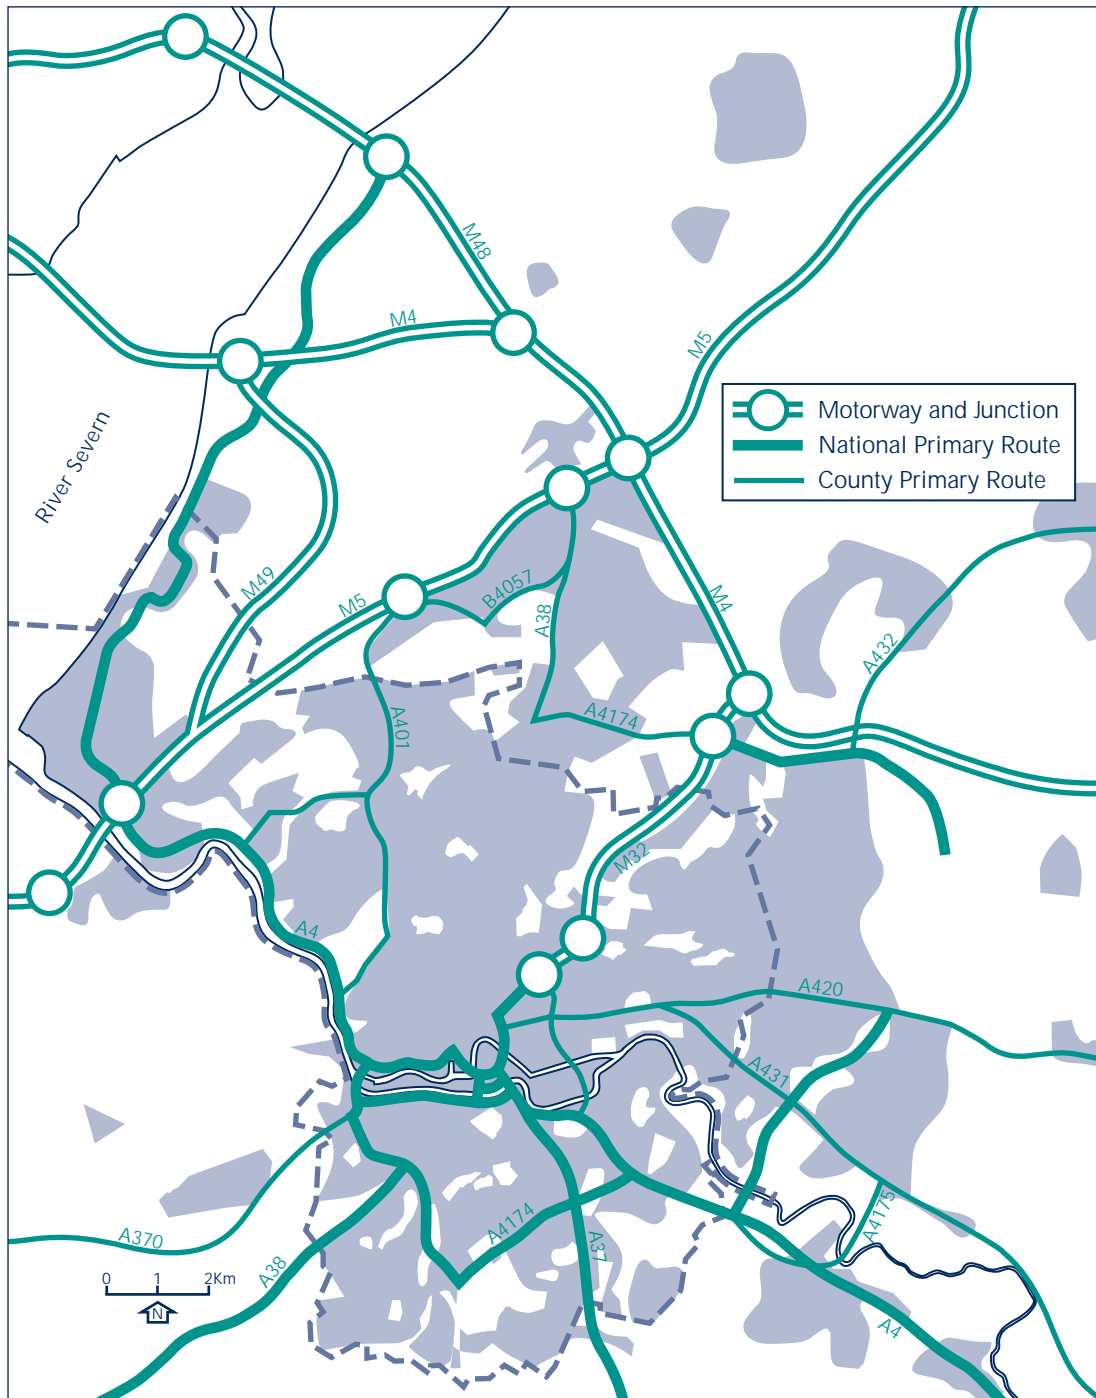 M48
M4
M5
Motorway and Junction
National Primary Route
County Primary Route
River Severn
M49
M5
B4057
A38
M4
A432
A401
A4174
M32
A4
A420
A431
A4175
A370
A38
A4174
A37
A4
0 1 2Km
N